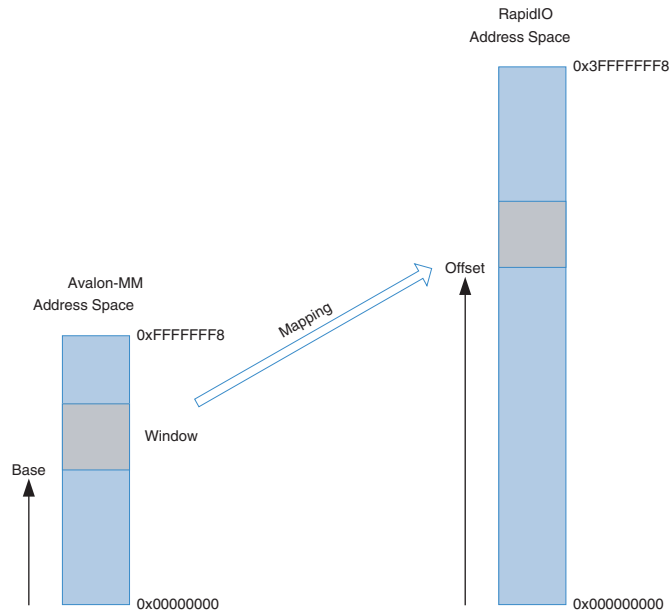 RapidIO
Address Space
0x3FFFFFFF8
Offset
Avalon-MM
Address Space
0xFFFFFFF8
Mapping
Window
Base
0x00000000
0x000000000